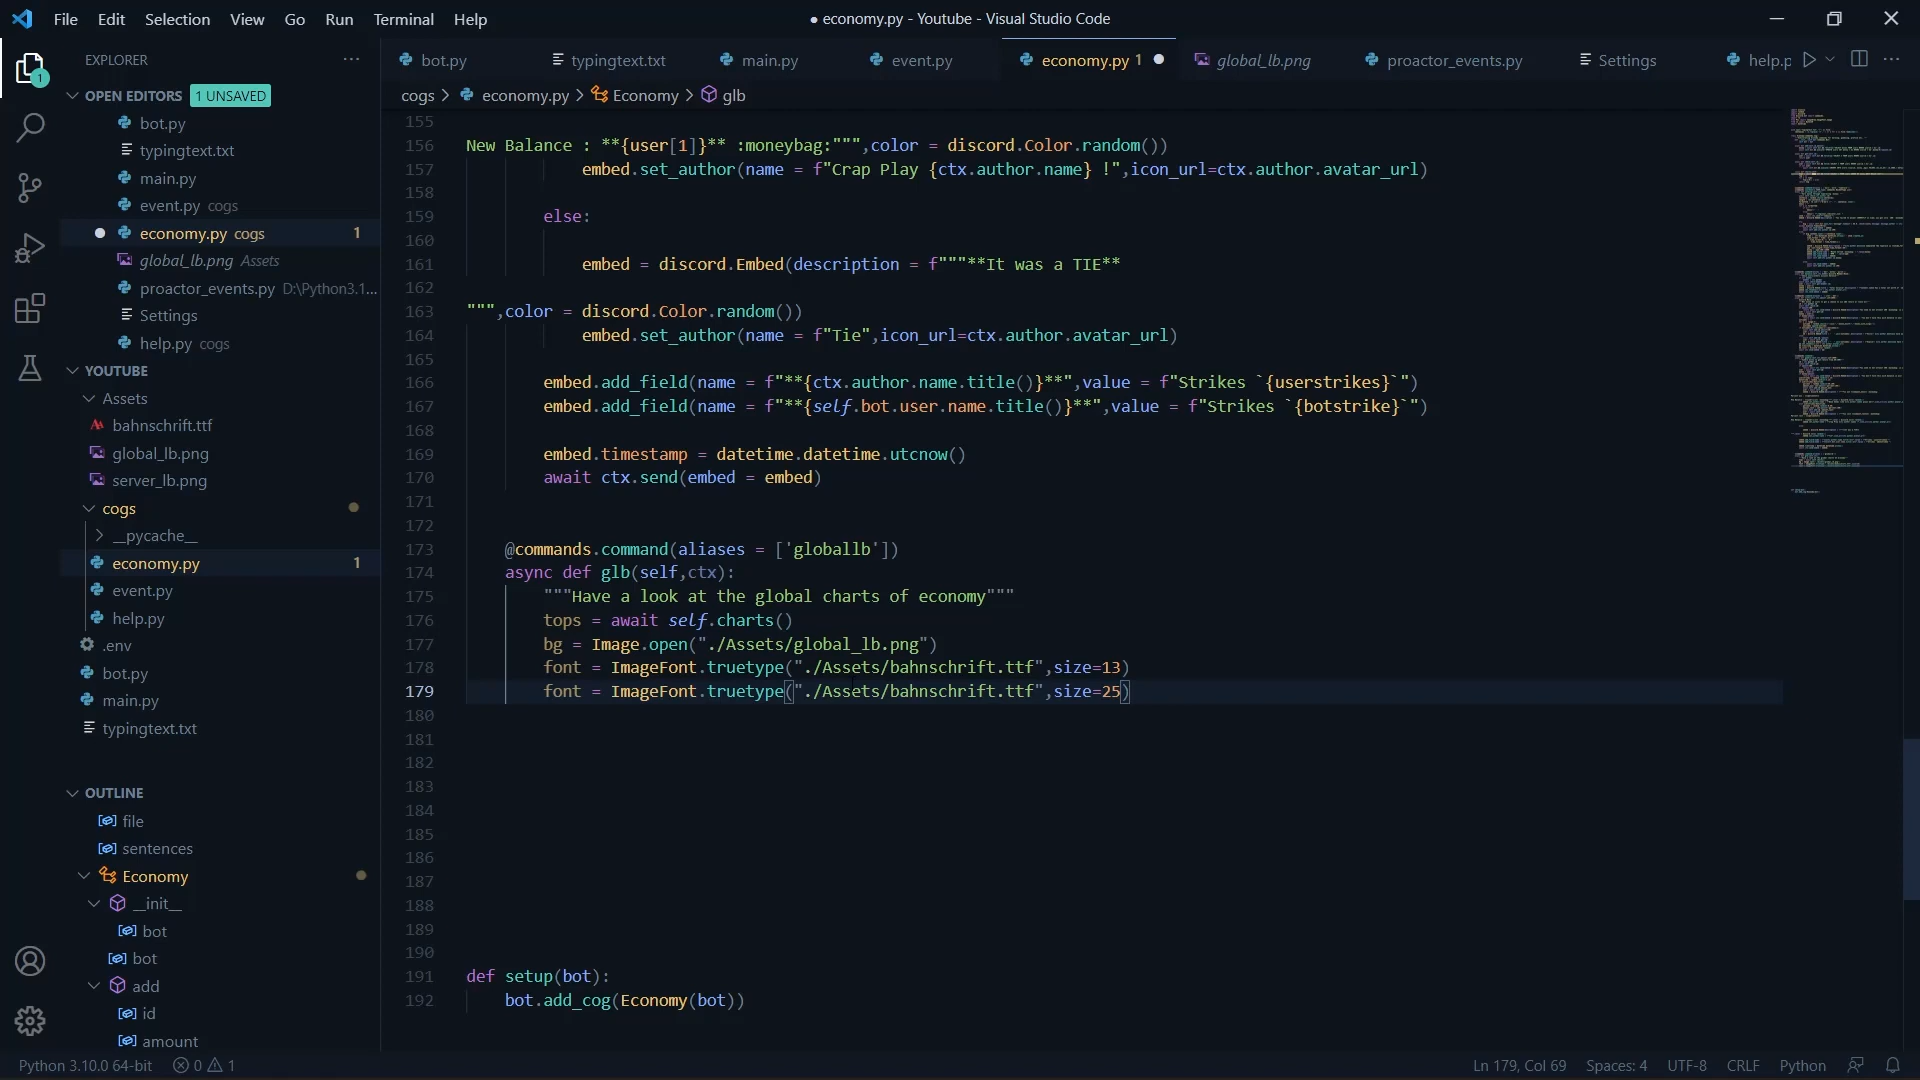 File Edit Selection View Go Run Terminal Help
● economy.py - Youtube - Visual Studio Code
EXPLORER
OPEN EDITORS 1 UNSAVED
bot.py
typingtext.txt
main.py
event.py cogs
economy.py cogs 1
global_lb.png Assets
proactor_events.py D:\Python3.1...
Settings
help.py cogs
YOUTUBE
Assets
bahnschrift.ttf
global_lb.png
server_lb.png
cogs
__pycache__
economy.py 1
event.py
help.py
.env
bot.py
main.py
typingtext.txt
OUTLINE
file
sentences
Economy
__init__
bot
bot
add
id
amount
bot.py typingtext.txt main.py event.py economy.py 1 global_lb.png proactor_events.py Settings help.p
cogs > economy.py > Economy > glb
155
156 New Balance : **{user[1]}** :moneybag:""",color = discord.Color.random())
157 embed.set_author(name = f"Crap Play {ctx.author.name} !",icon_url=ctx.author.avatar_url)
158
159 else:
160
161 embed = discord.Embed(description = f"""**It was a TIE**
162
163 """,color = discord.Color.random())
164 embed.set_author(name = f"Tie",icon_url=ctx.author.avatar_url)
165
166 embed.add_field(name = f"**{ctx.author.name.title()}**",value = f"Strikes `{userstrikes}`")
167 embed.add_field(name = f"**{self.bot.user.name.title()}**",value = f"Strikes `{botstrike}`")
168
169 embed.timestamp = datetime.datetime.utcnow()
170 await ctx.send(embed = embed)
171
172
173 @commands.command(aliases = ['globallb'])
174 async def glb(self,ctx):
175 """Have a look at the global charts of economy"""
176 tops = await self.charts()
177 bg = Image.open("./Assets/global_lb.png")
178 font = ImageFont.truetype("./Assets/bahnschrift.ttf",size=13)
179 font = ImageFont.truetype("./Assets/bahnschrift.ttf",size=25)
180
181
182
183
184
185
186
187
188
189
190
191 def setup(bot):
192 bot.add_cog(Economy(bot))
Python 3.10.0 64-bit 0 1
Ln 179, Col 69 Spaces: 4 UTF-8 CRLF Python